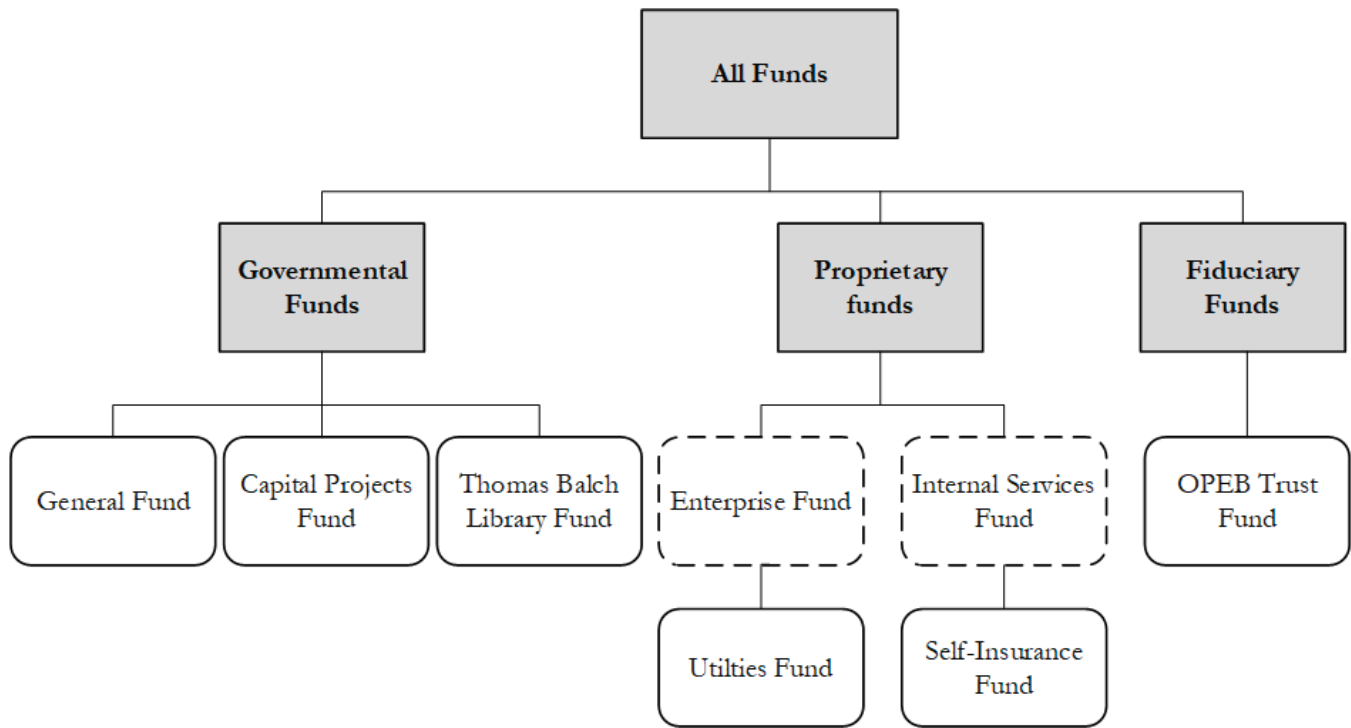 All Funds
Governmental
Funds
Proprietary
funds
Fiduciary
Funds
General Fund
Capital Projects
Fund
Thomas Balch
Library Fund
Enterprise Fund
Internal Services
Fund
OPEB Trust
Fund
Utilties Fund
Self-Insurance
Fund